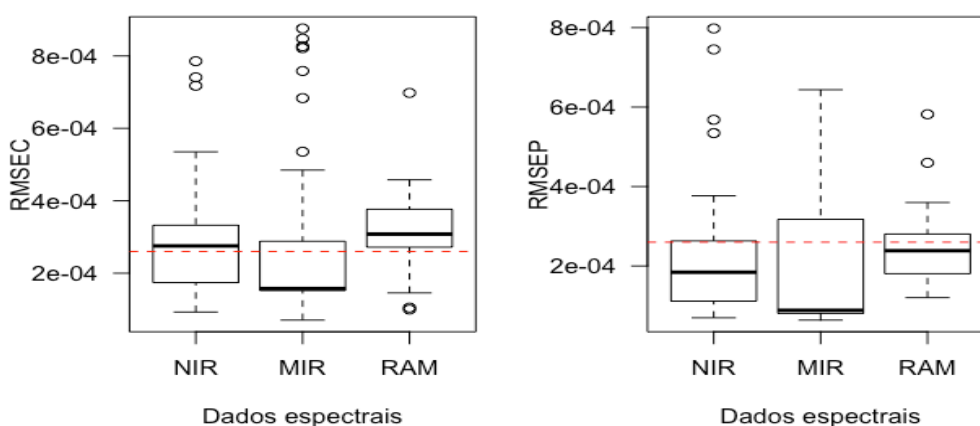 RMSEC
8e-04
6e-04
4e-04
2e-04
NIR MIR RAM
Dados espectrais
RMSEP
8e-04
6e-04
4e-04
2e-04
NIR MIR RAM
Dados espectrais